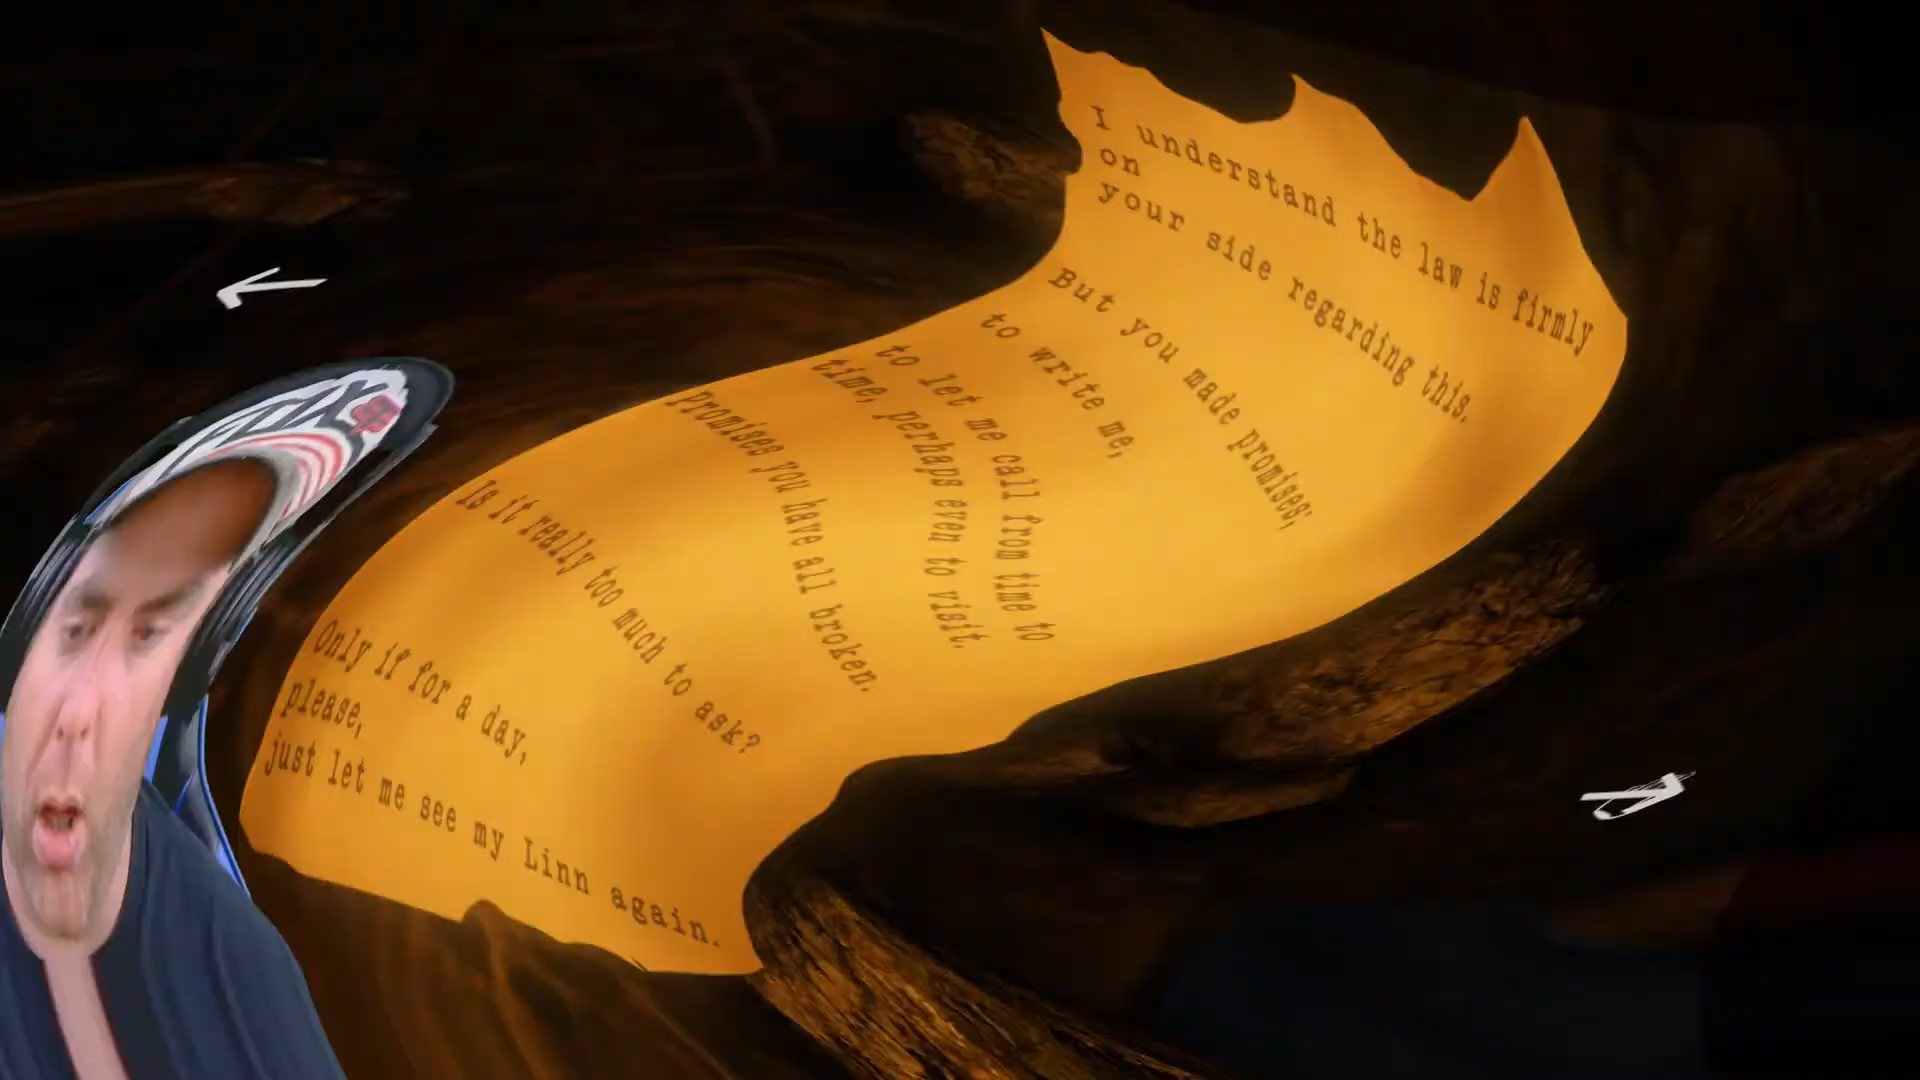 I understand the law is firmly
on
your side regarding this.
But you made promises;
to write me,
to let me call from time to
time, perhaps even to visit.
Promises you have all broken.
Is it really too much to ask?
Only if for a day,
please,
just let me see my Linn again.